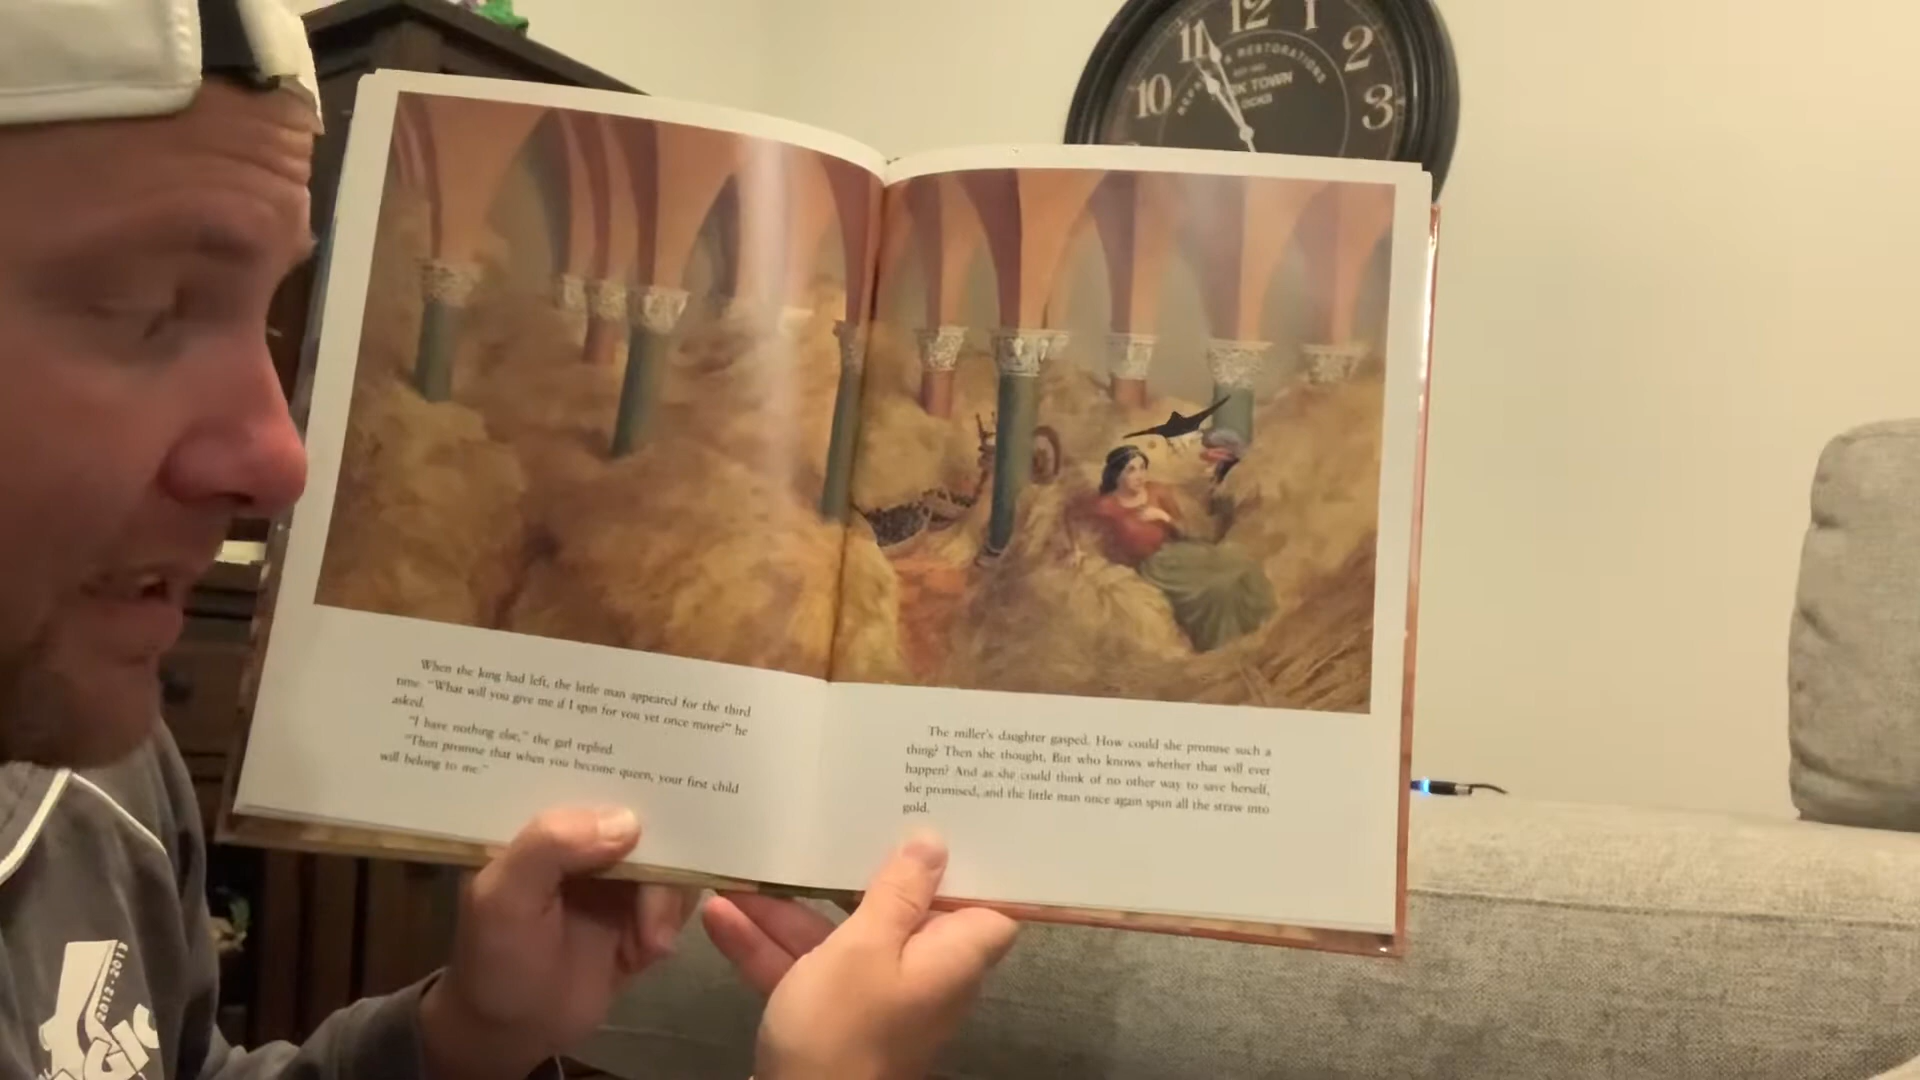 11 12 1 2
10 3
& RESTORATIONS
TOWN
When the king had left, the little man appeared for the third
time. "What will you give me if I spin for you yet once more?" he
asked.
"I have nothing else," the girl replied.
"Then promise that when you become queen, your first child
will belong to me."
The miller's daughter gasped. How could she promise such a
thing? Then she thought, But who knows whether that will ever
happen? And as she could think of no other way to save herself,
she promised, and the little man once again spun all the straw into
gold.
2012-2013